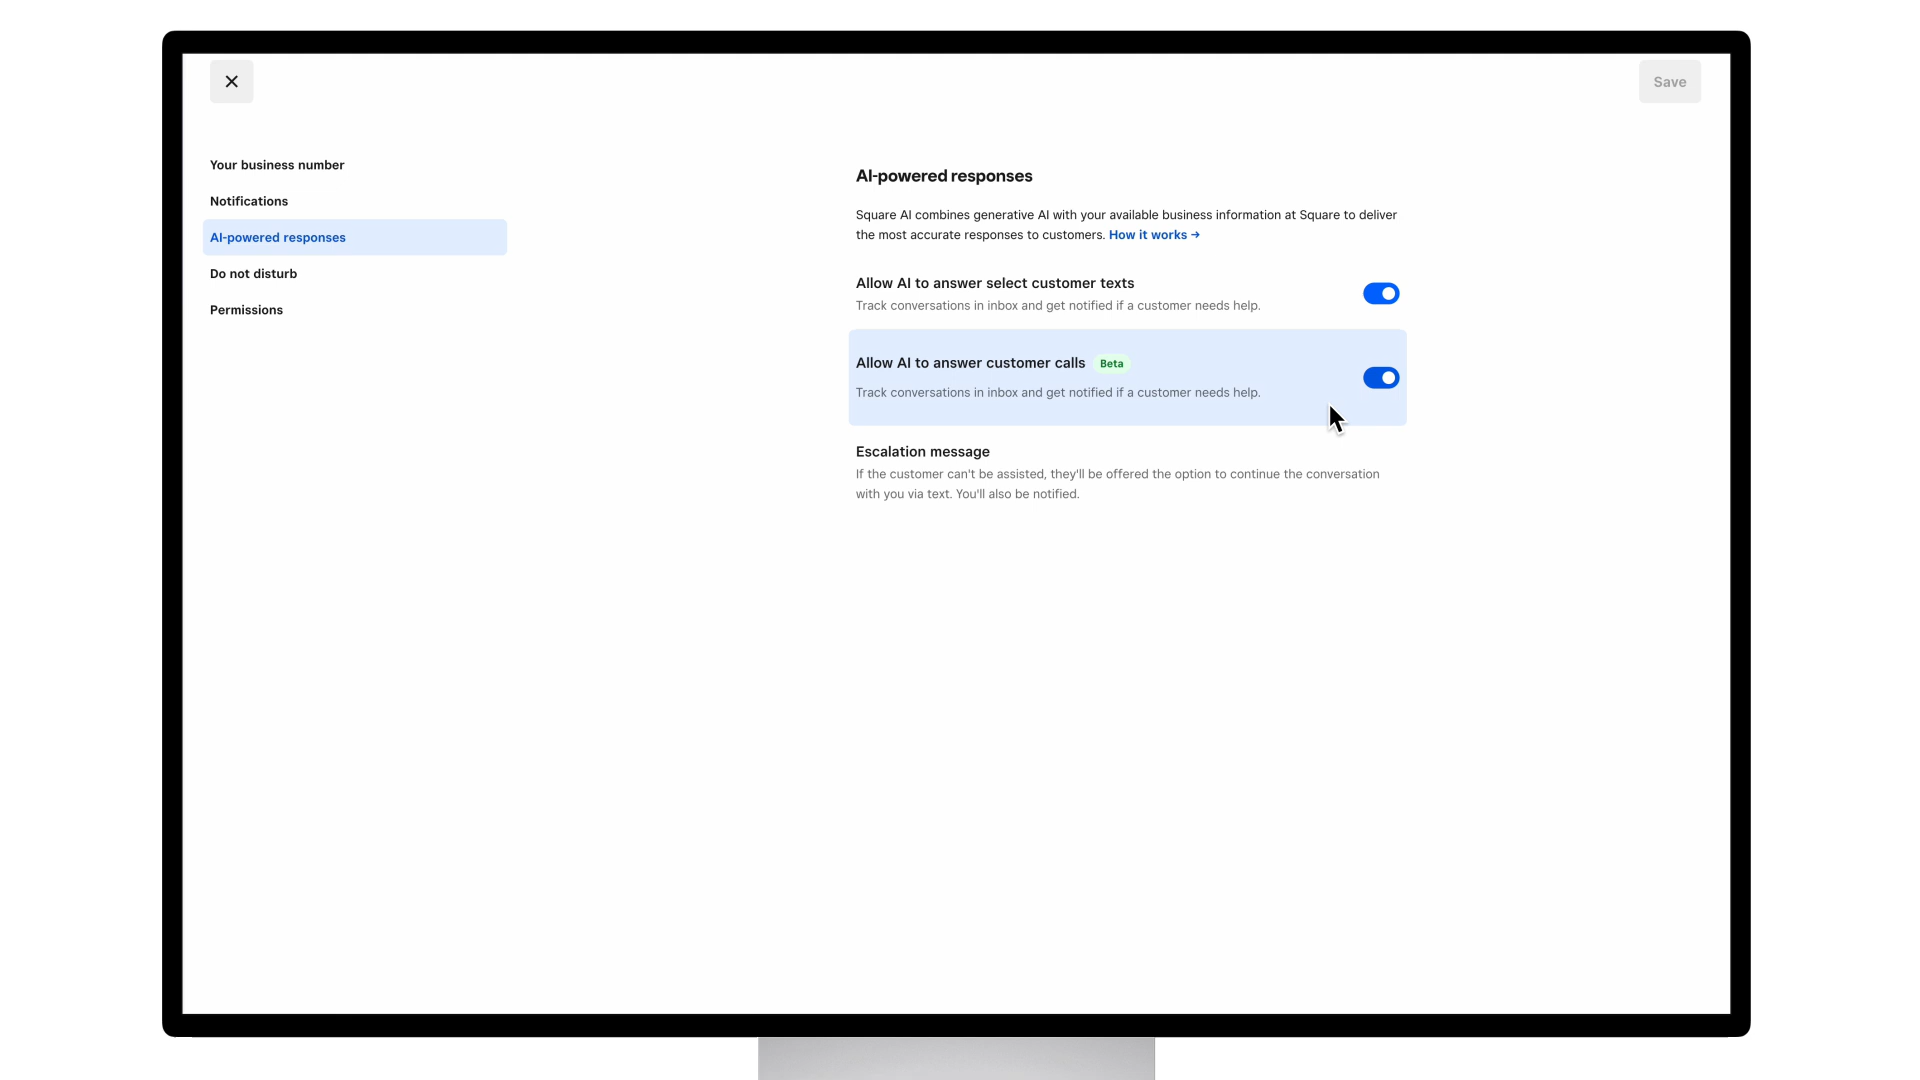 Save
Your business number
Notifications
AI-powered responses
Do not disturb
Permissions
AI-powered responses
Square AI combines generative AI with your available business information at Square to deliver
the most accurate responses to customers. How it works →
Allow AI to answer select customer texts
Track conversations in inbox and get notified if a customer needs help.
Allow AI to answer customer calls Beta
Track conversations in inbox and get notified if a customer needs help.
Escalation message
If the customer can't be assisted, they'll be offered the option to continue the conversation
with you via text. You'll also be notified.